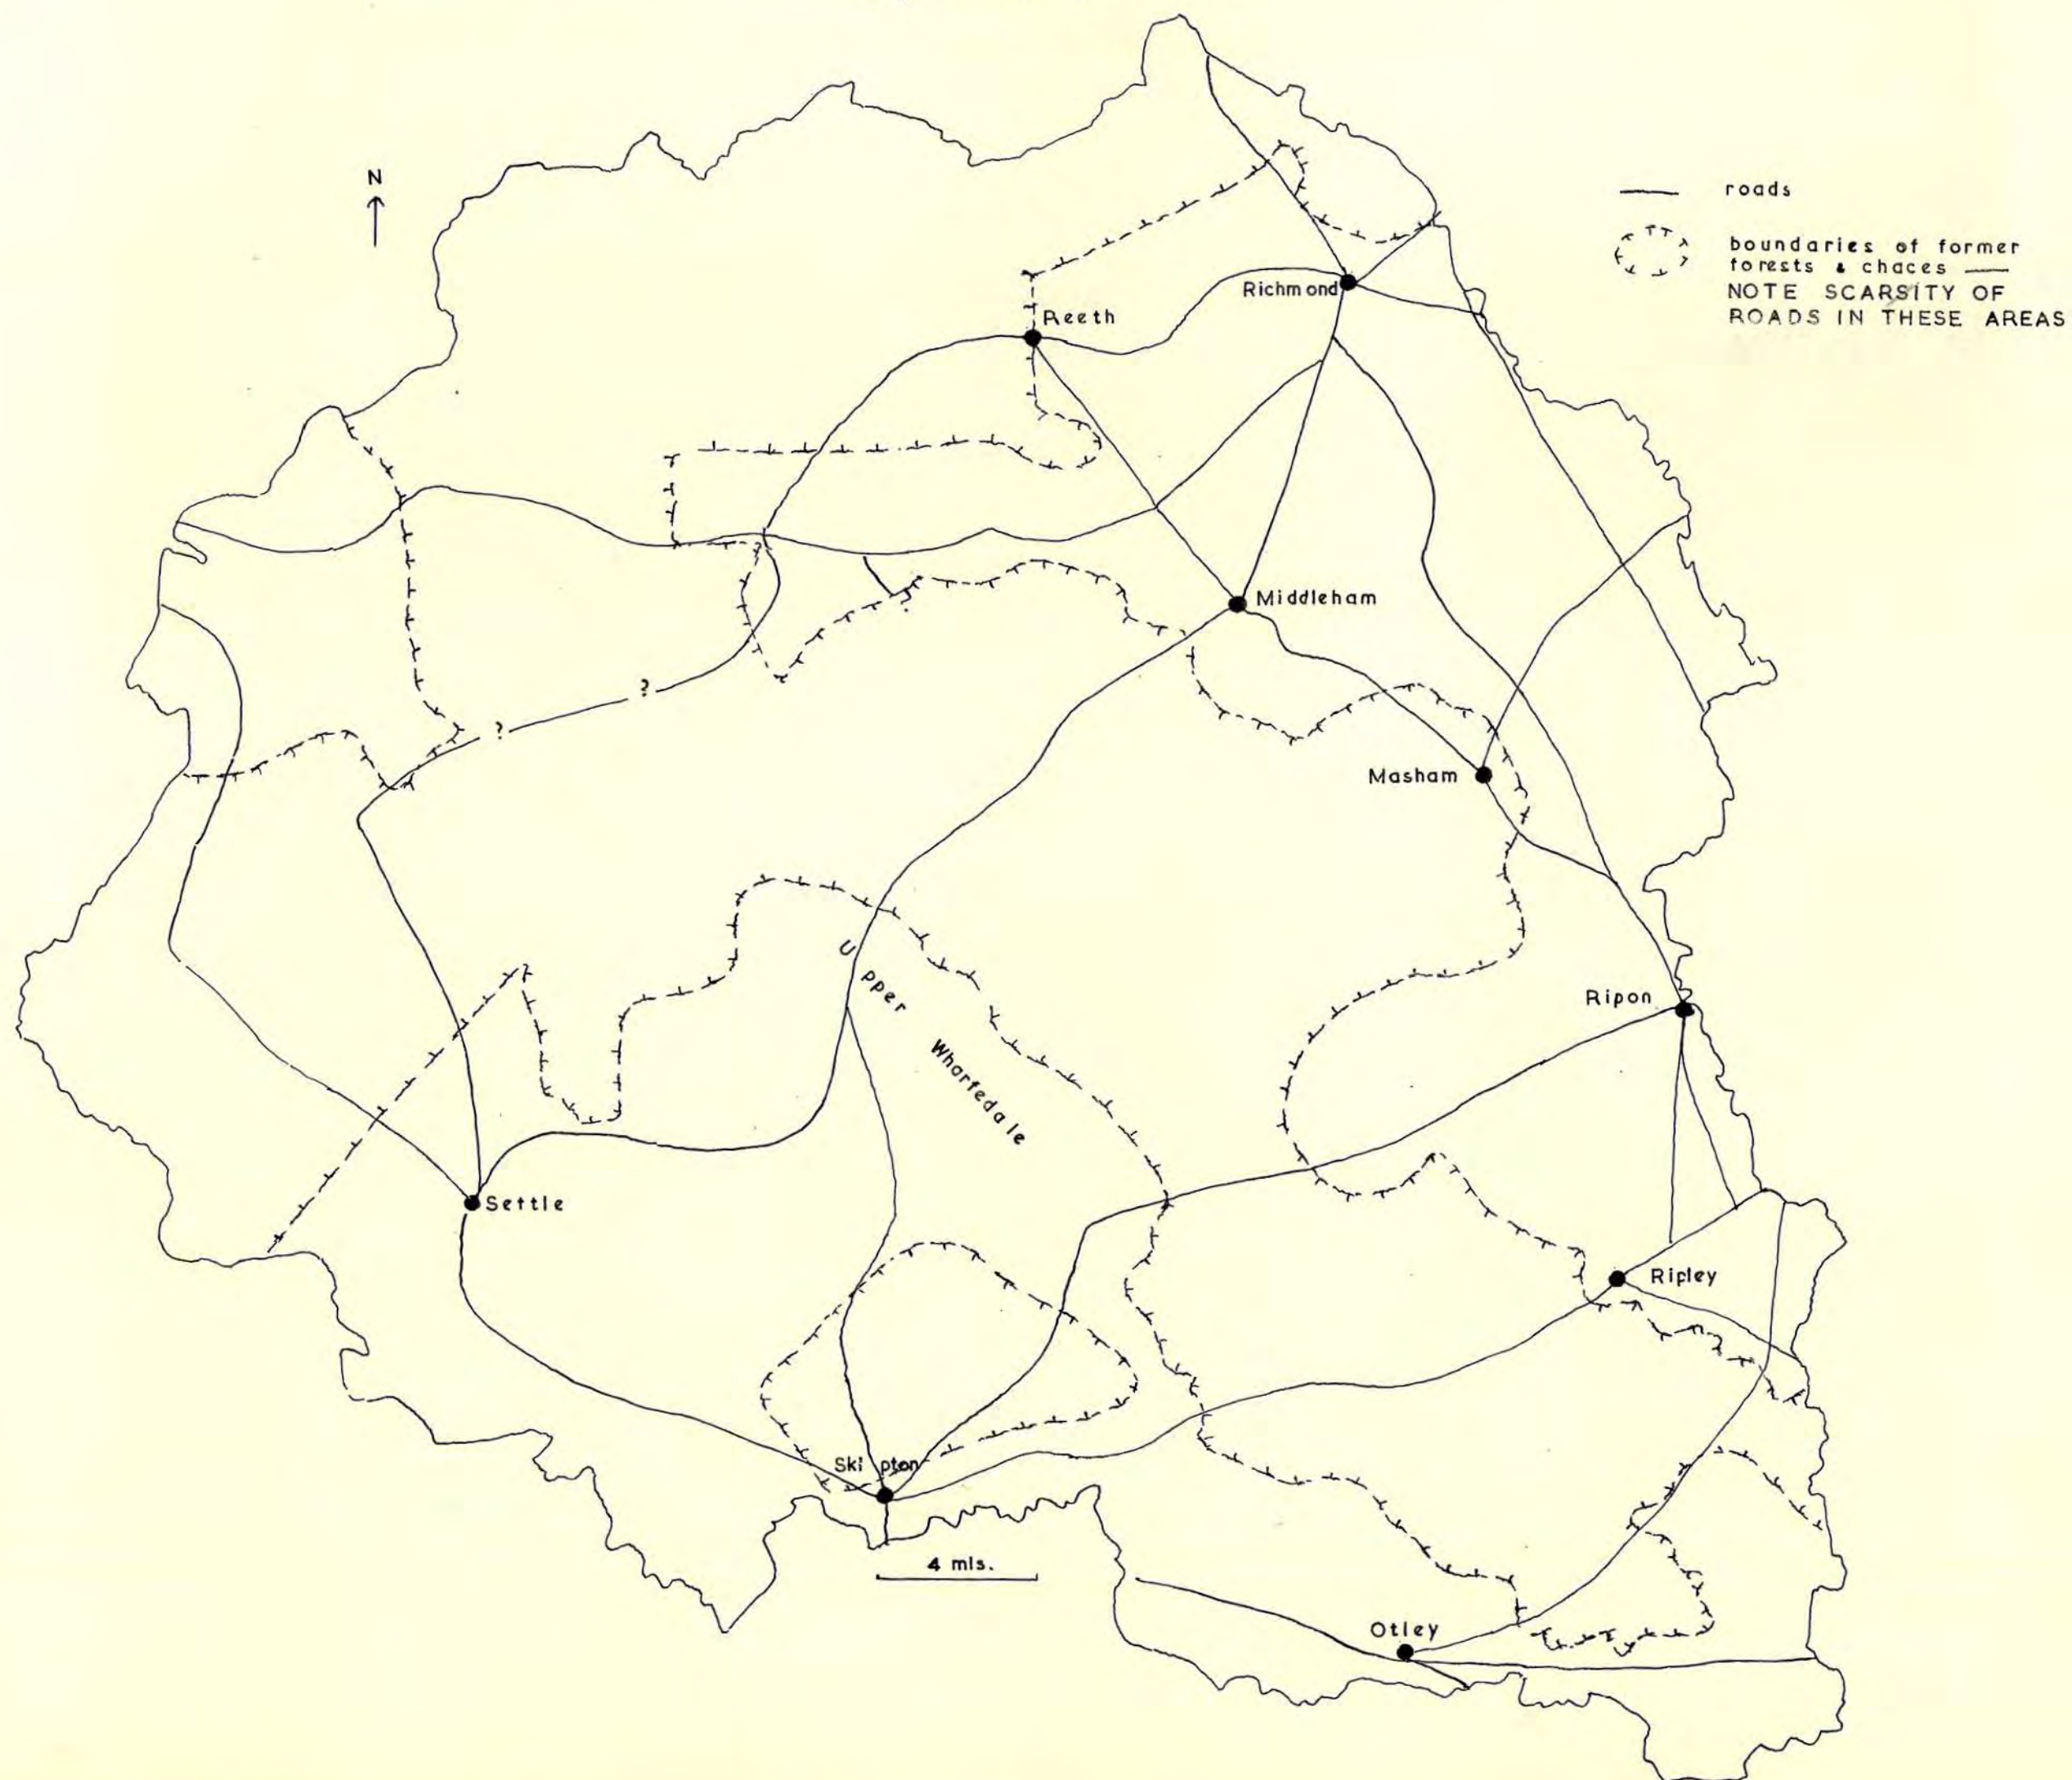 N
roads
boundaries of former
forests & chaces —
NOTE SCARSITY OF
ROADS IN THESE AREAS
Richmond
Reeth
Middleham
?
?
?
Masham
Upper Wharfedale
Ripon
Settle
Ripley
Skipton
4 mls.
Otley